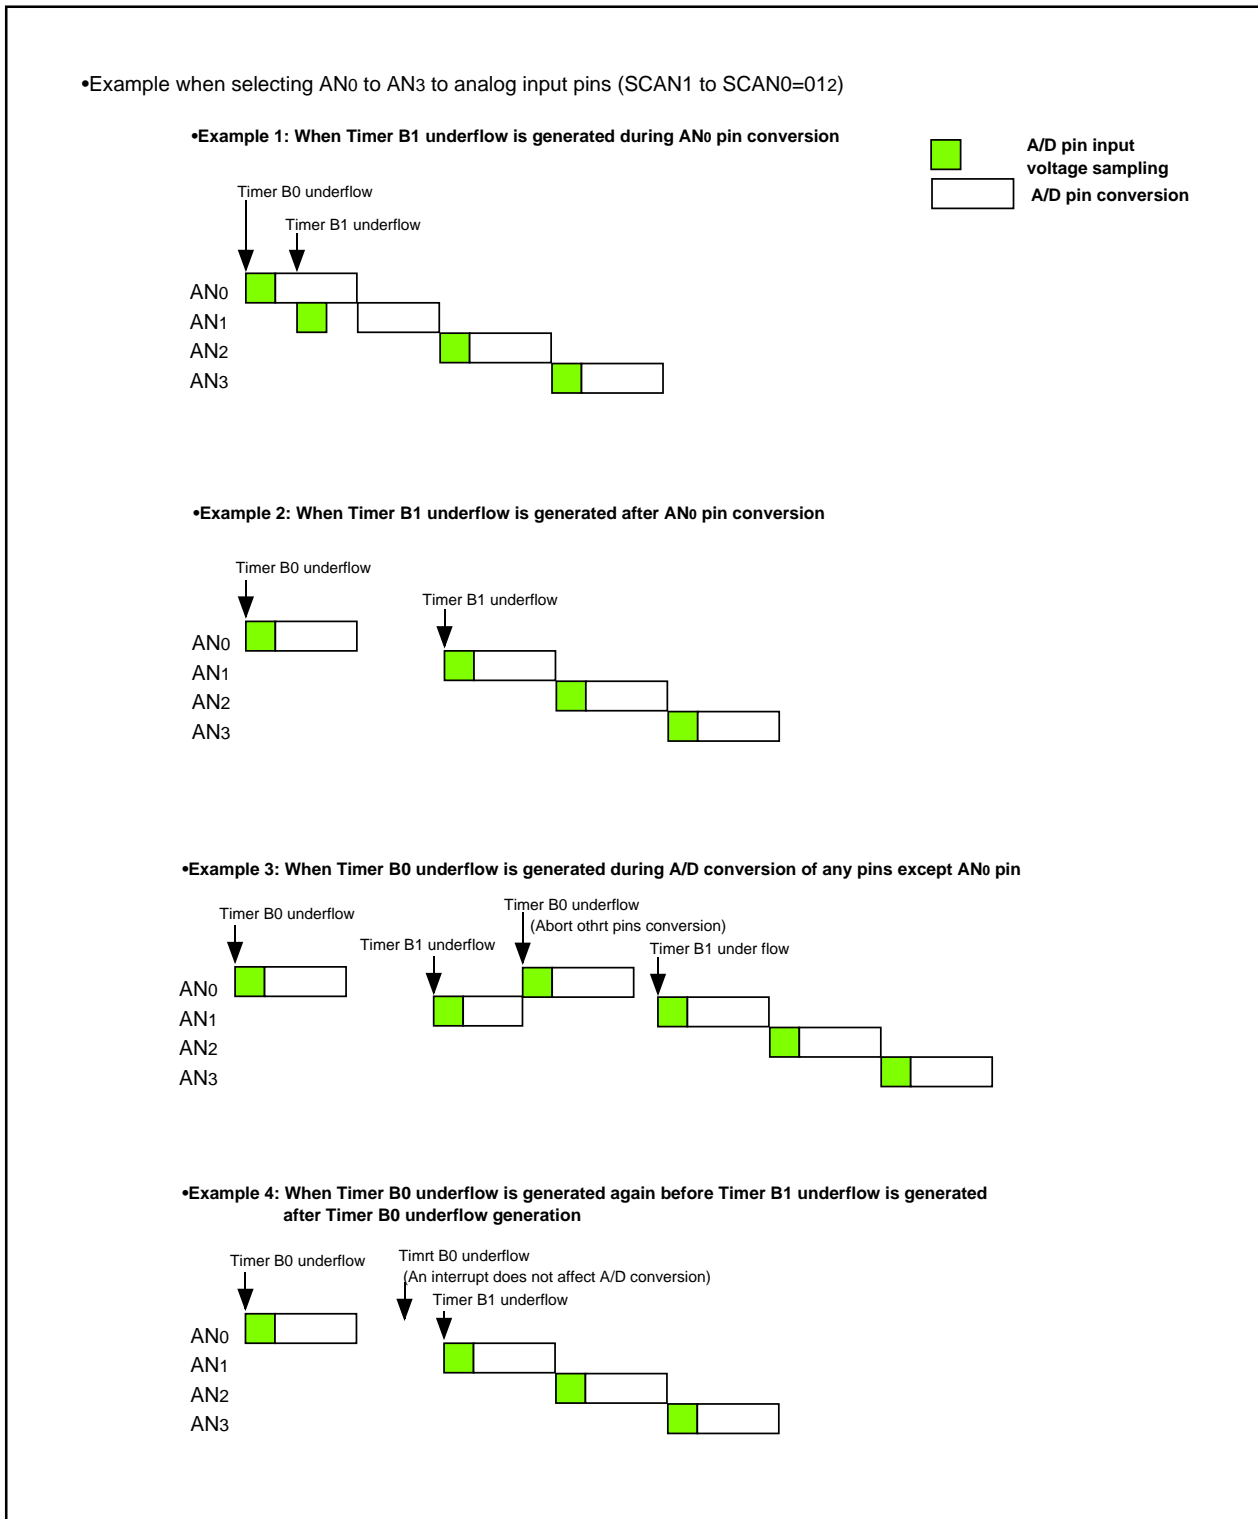 •Example when selecting AN0 to AN3 to analog input pins (SCAN1 to SCAN0=012)
•Example 1: When Timer B1 underflow is generated during AN0 pin conversion
A/D pin input
voltage sampling
A/D pin conversion
Timer B0 underflow
Timer B1 underflow
AN0
AN1
AN2
AN3
•Example 2: When Timer B1 underflow is generated after AN0 pin conversion
Timer B0 underflow
Timer B1 underflow
AN0
AN1
AN2
AN3
•Example 3: When Timer B0 underflow is generated during A/D conversion of any pins except AN0 pin
Timer B0 underflow
Timer B0 underflow
(Abort othrt pins conversion)
Timer B1 underflow
Timer B1 under flow
AN0
AN1
AN2
AN3
•Example 4: When Timer B0 underflow is generated again before Timer B1 underflow is generated
after Timer B0 underflow generation
Timer B0 underflow
Timrt B0 underflow
(An interrupt does not affect A/D conversion)
Timer B1 underflow
AN0
AN1
AN2
AN3